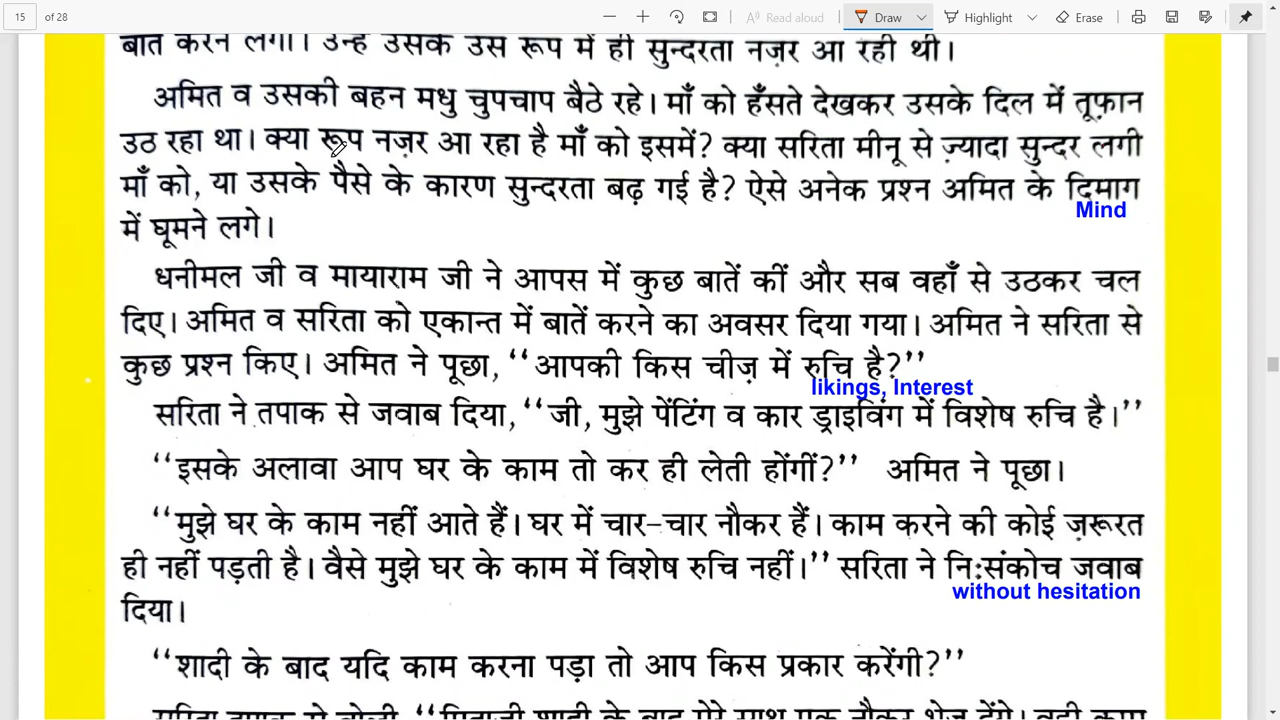 15 of 28 Read aloud Draw Highlight Erase
बातें करने लगीं। उन्हें उसके उस रूप में ही सुन्दरता नज़र आ रही थी।
अमित व उसकी बहन मधु चुपचाप बैठे रहे। माँ को हँसते देखकर उसके दिल में तूफ़ान
उठ रहा था। क्या रूप नज़र आ रहा है माँ को इसमें? क्या सरिता मीनू से ज़्यादा सुन्दर लगी
माँ को, या उसके पैसे के कारण सुन्दरता बढ़ गई है? ऐसे अनेक प्रश्न अमित के दिमाग
Mind
में घूमने लगे।
धनीमल जी व मायाराम जी ने आपस में कुछ बातें कीं और सब वहाँ से उठकर चल
दिए। अमित व सरिता को एकान्त में बातें करने का अवसर दिया गया। अमित ने सरिता से
कुछ प्रश्न किए। अमित ने पूछा, ‘‘आपकी किस चीज़ में रुचि है?’’
likings, Interest
सरिता ने तपाक से जवाब दिया, ‘‘जी, मुझे पेंटिंग व कार ड्राइविंग में विशेष रुचि है।’’
‘‘इसके अलावा आप घर के काम तो कर ही लेती होंगीं?’’ अमित ने पूछा।
‘‘मुझे घर के काम नहीं आते हैं। घर में चार-चार नौकर हैं। काम करने की कोई ज़रूरत
ही नहीं पड़ती है। वैसे मुझे घर के काम में विशेष रुचि नहीं।’’ सरिता ने निःसंकोच जवाब
without hesitation
दिया।
‘‘शादी के बाद यदि काम करना पड़ा तो आप किस प्रकार करेंगी?’’
सरिता तपाक से बोली, ‘‘पिताजी शादी के बाद मेरे साथ एक नौकर भेज देंगे। वही काम